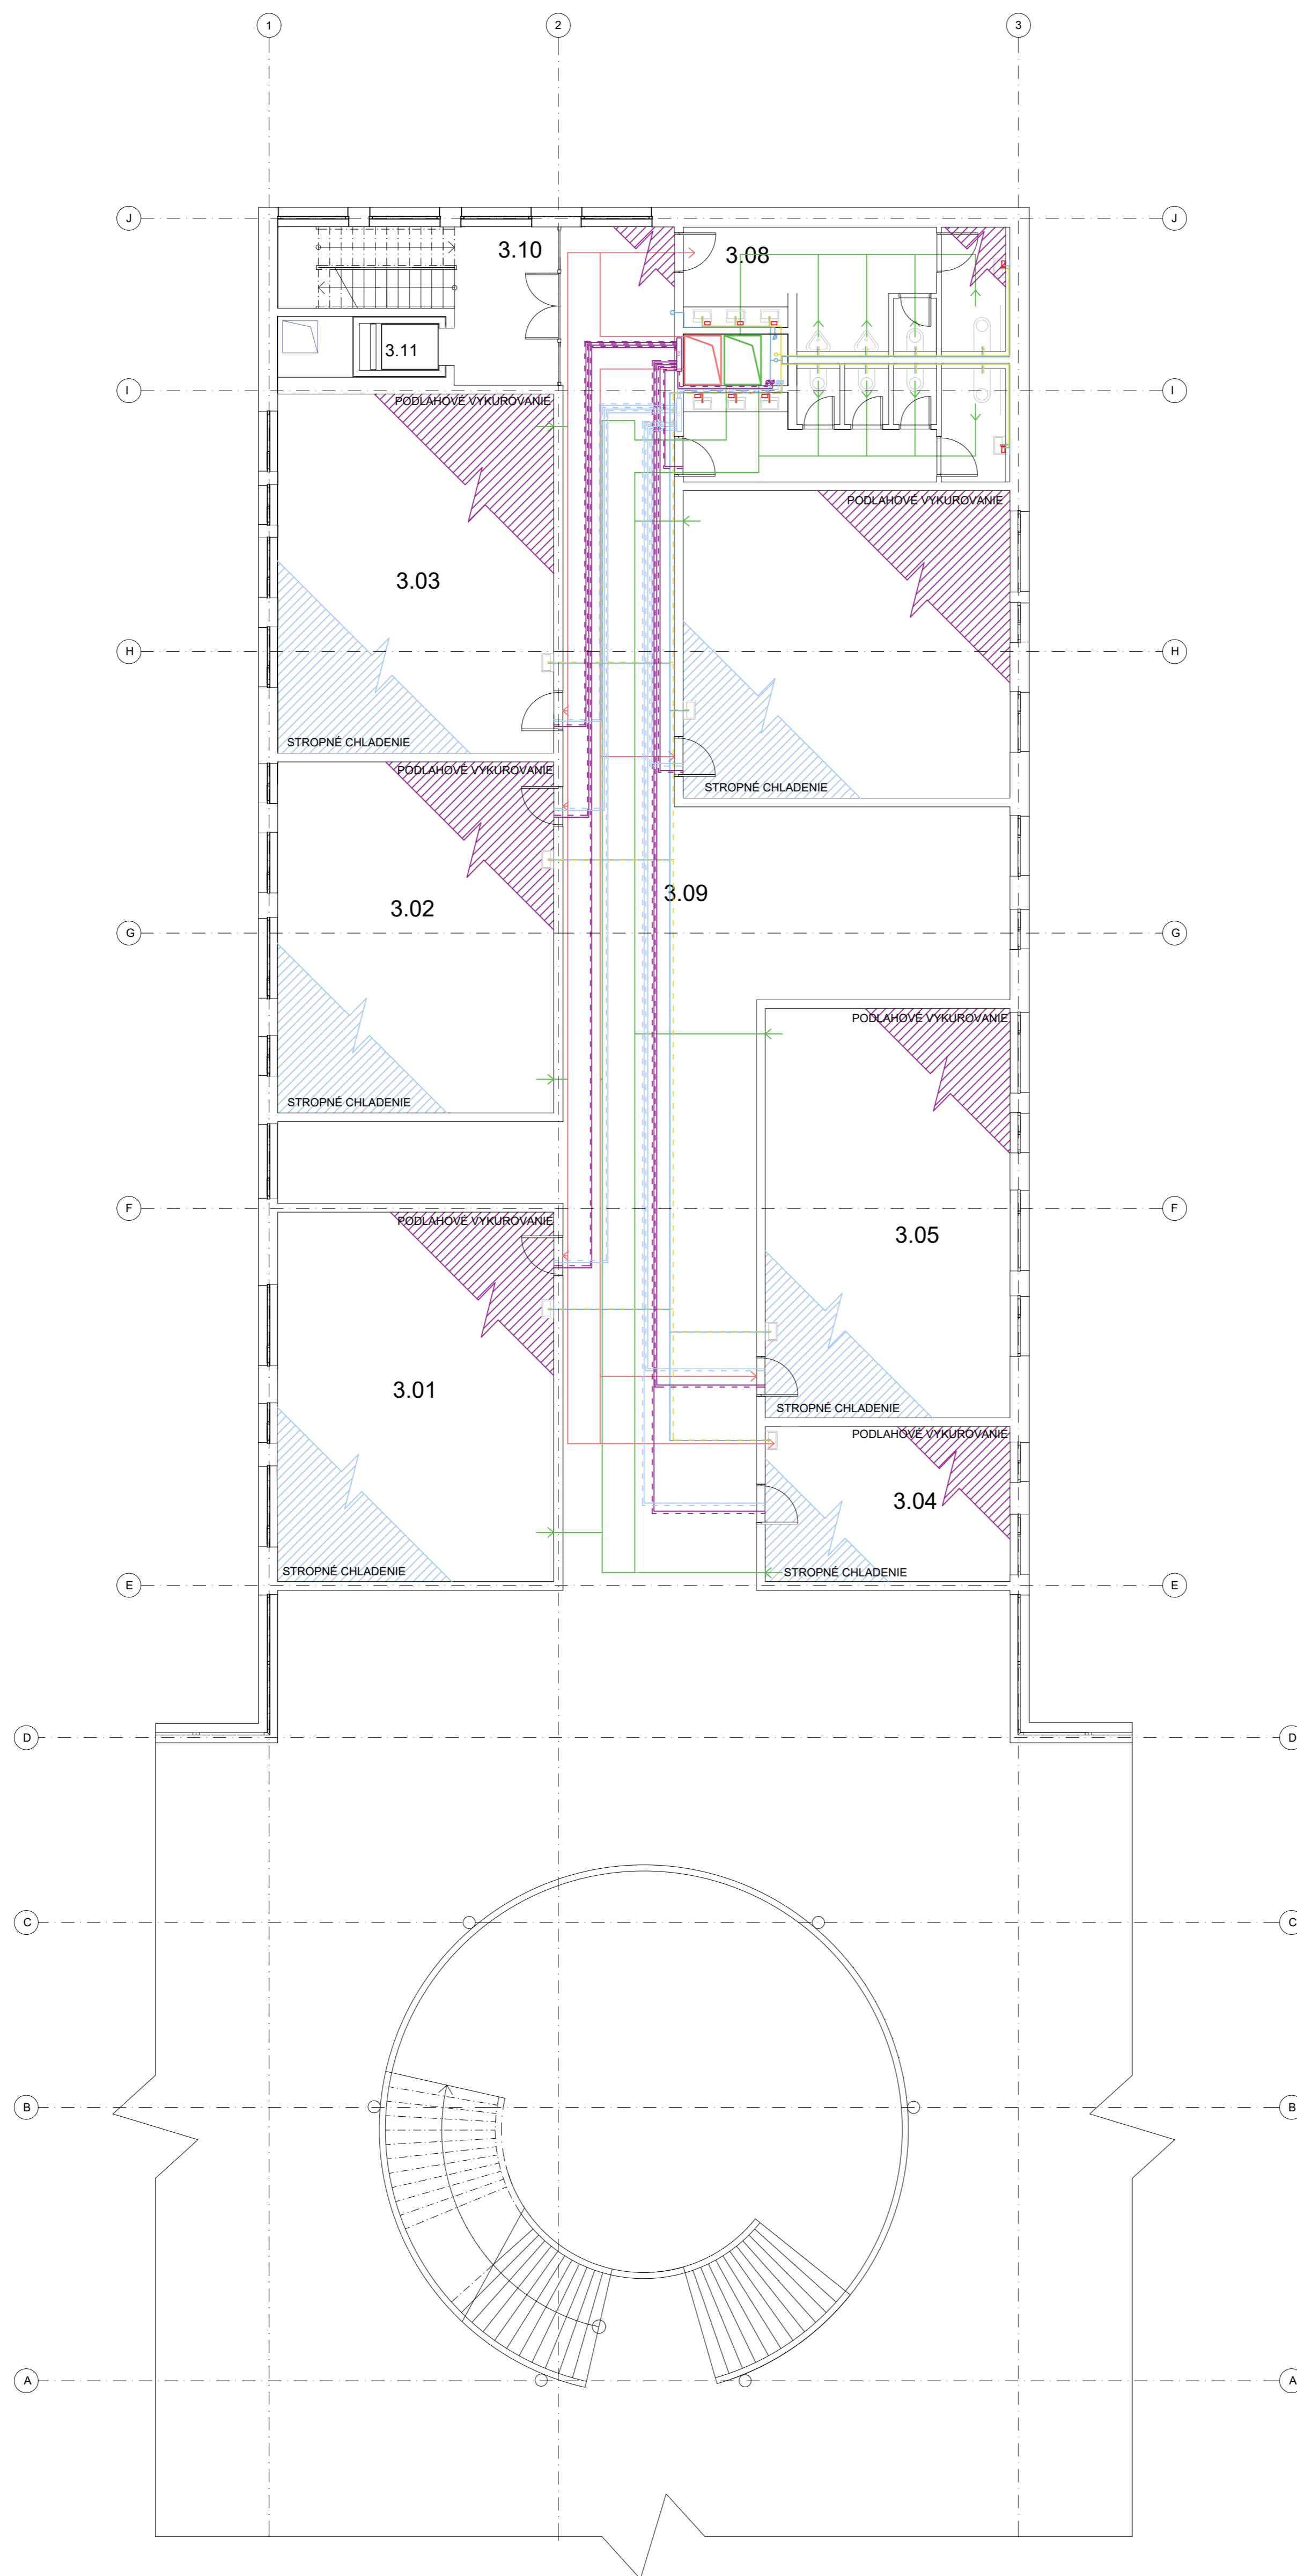 1 2 3
J J
3.10 3.08
3.11
I I
PODLAHOVÉ VYKUROVANIE
PODLAHOVÉ VYKUROVANIE
3.03
H H
STROPNÉ CHLADENIE
PODLAHOVÉ VYKUROVANIE
STROPNÉ CHLADENIE
3.09
3.02
G G
PODLAHOVÉ VYKUROVANIE
STROPNÉ CHLADENIE
F F
PODLAHOVÉ VYKUROVANIE
3.05
3.01
STROPNÉ CHLADENIE
PODLAHOVÉ VYKUROVANIE
3.04
STROPNÉ CHLADENIE
STROPNÉ CHLADENIE
E E
D D
C C
B B
A A